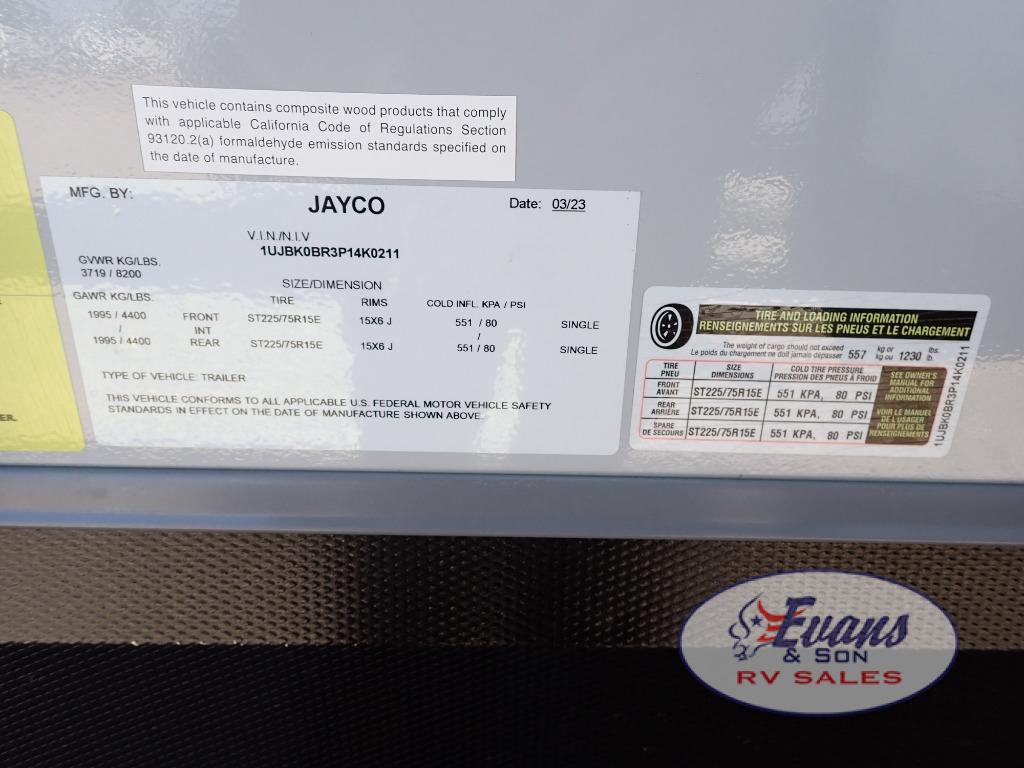 This vehicle contains composite wood products that comply
with applicable California Code of Regulations Section
93120.2(a) formaldehyde emission standards specified on
the date of manufacture.
MFG. BY: JAYCO Date: 03/23
V.I.N./N.I.V
1UJBK0BR3P14K0211
GVWR KG/LBS.
3719 / 8200
SIZE/DIMENSION
GAWR KG/LBS. TIRE RIMS COLD INFL. KPA / PSI
1995 / 4400 FRONT ST225/75R15E 15X6 J 551 / 80 SINGLE
/ INT /
1995 / 4400 REAR ST225/75R15E 15X6 J 551 / 80 SINGLE
TYPE OF VEHICLE: TRAILER
THIS VEHICLE CONFORMS TO ALL APPLICABLE U.S. FEDERAL MOTOR VEHICLE SAFETY
STANDARDS IN EFFECT ON THE DATE OF MANUFACTURE SHOWN ABOVE.
TIRE AND LOADING INFORMATION
RENSEIGNEMENTS SUR LES PNEUS ET LE CHARGEMENT
The weight of cargo should not exceed 557 kg or 1230 lbs.
Le poids du chargement ne doit jamais dépasser kg ou lb.
TIRE SIZE COLD TIRE PRESSURE
PNEU DIMENSIONS PRESSION DES PNEUS À FROID
FRONT
AVANT ST225/75R15E 551 KPA, 80 PSI
REAR
ARRIÈRE ST225/75R15E 551 KPA, 80 PSI
SPARE
DE SECOURS ST225/75R15E 551 KPA, 80 PSI
SEE OWNER'S
MANUAL FOR
ADDITIONAL
INFORMATION
VOIR LE MANUEL
DE L'USAGER
POUR PLUS DE
RENSEIGNEMENTS
1UJBK0BR3P14K0211
Evans
& SON
RV SALES